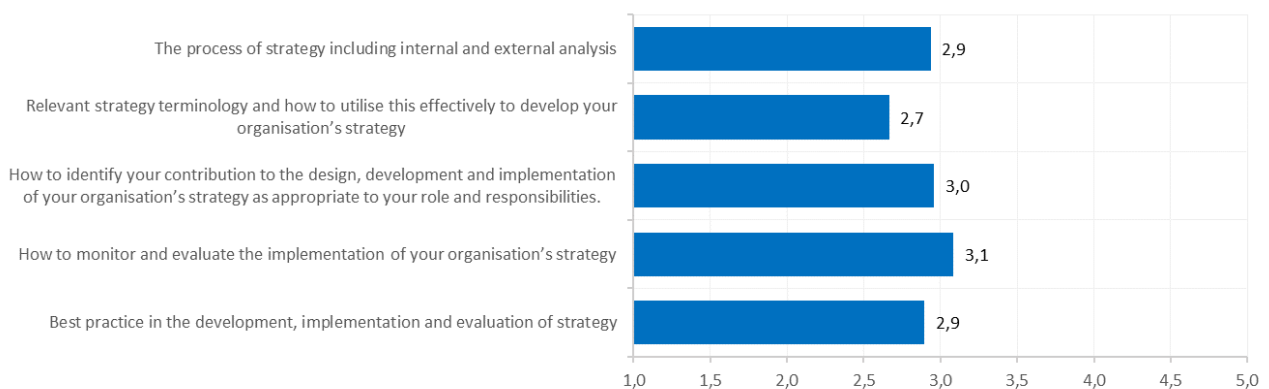 The process of strategy including internal and external analysis
2,9
Relevant strategy terminology and how to utilise this effectively to develop your
organisation’s strategy
2,7
How to identify your contribution to the design, development and implementation
of your organisation’s strategy as appropriate to your role and responsibilities.
3,0
How to monitor and evaluate the implementation of your organisation’s strategy
3,1
Best practice in the development, implementation and evaluation of strategy
2,9
1,0 1,5 2,0 2,5 3,0 3,5 4,0 4,5 5,0